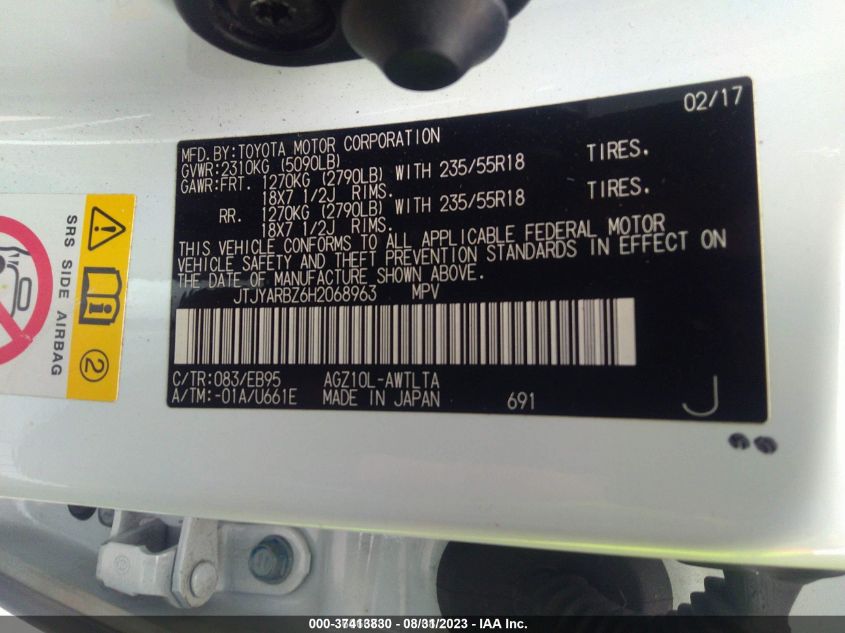 02/17
MFD.BY:TOYOTA MOTOR CORPORATION
GVWR:2310KG (5090LB)
GAWR:FRT. 1270KG (2790LB) WITH 235/55R18 TIRES.
18X7 1/2J RIMS.
RR. 1270KG (2790LB) WITH 235/55R18 TIRES.
18X7 1/2J RIMS.
THIS VEHICLE CONFORMS TO ALL APPLICABLE FEDERAL MOTOR
VEHICLE SAFETY AND THEFT PREVENTION STANDARDS IN EFFECT ON
THE DATE OF MANUFACTURE SHOWN ABOVE.
JTJYARBZ6H2068963 MPV
C/TR:083/EB95 AGZ10L-AWTLTA
A/TM:-01A/U661E MADE IN JAPAN 691 J
SRS SIDE AIRBAG
2
000-37413830 - 08/31/2023 - IAA Inc.